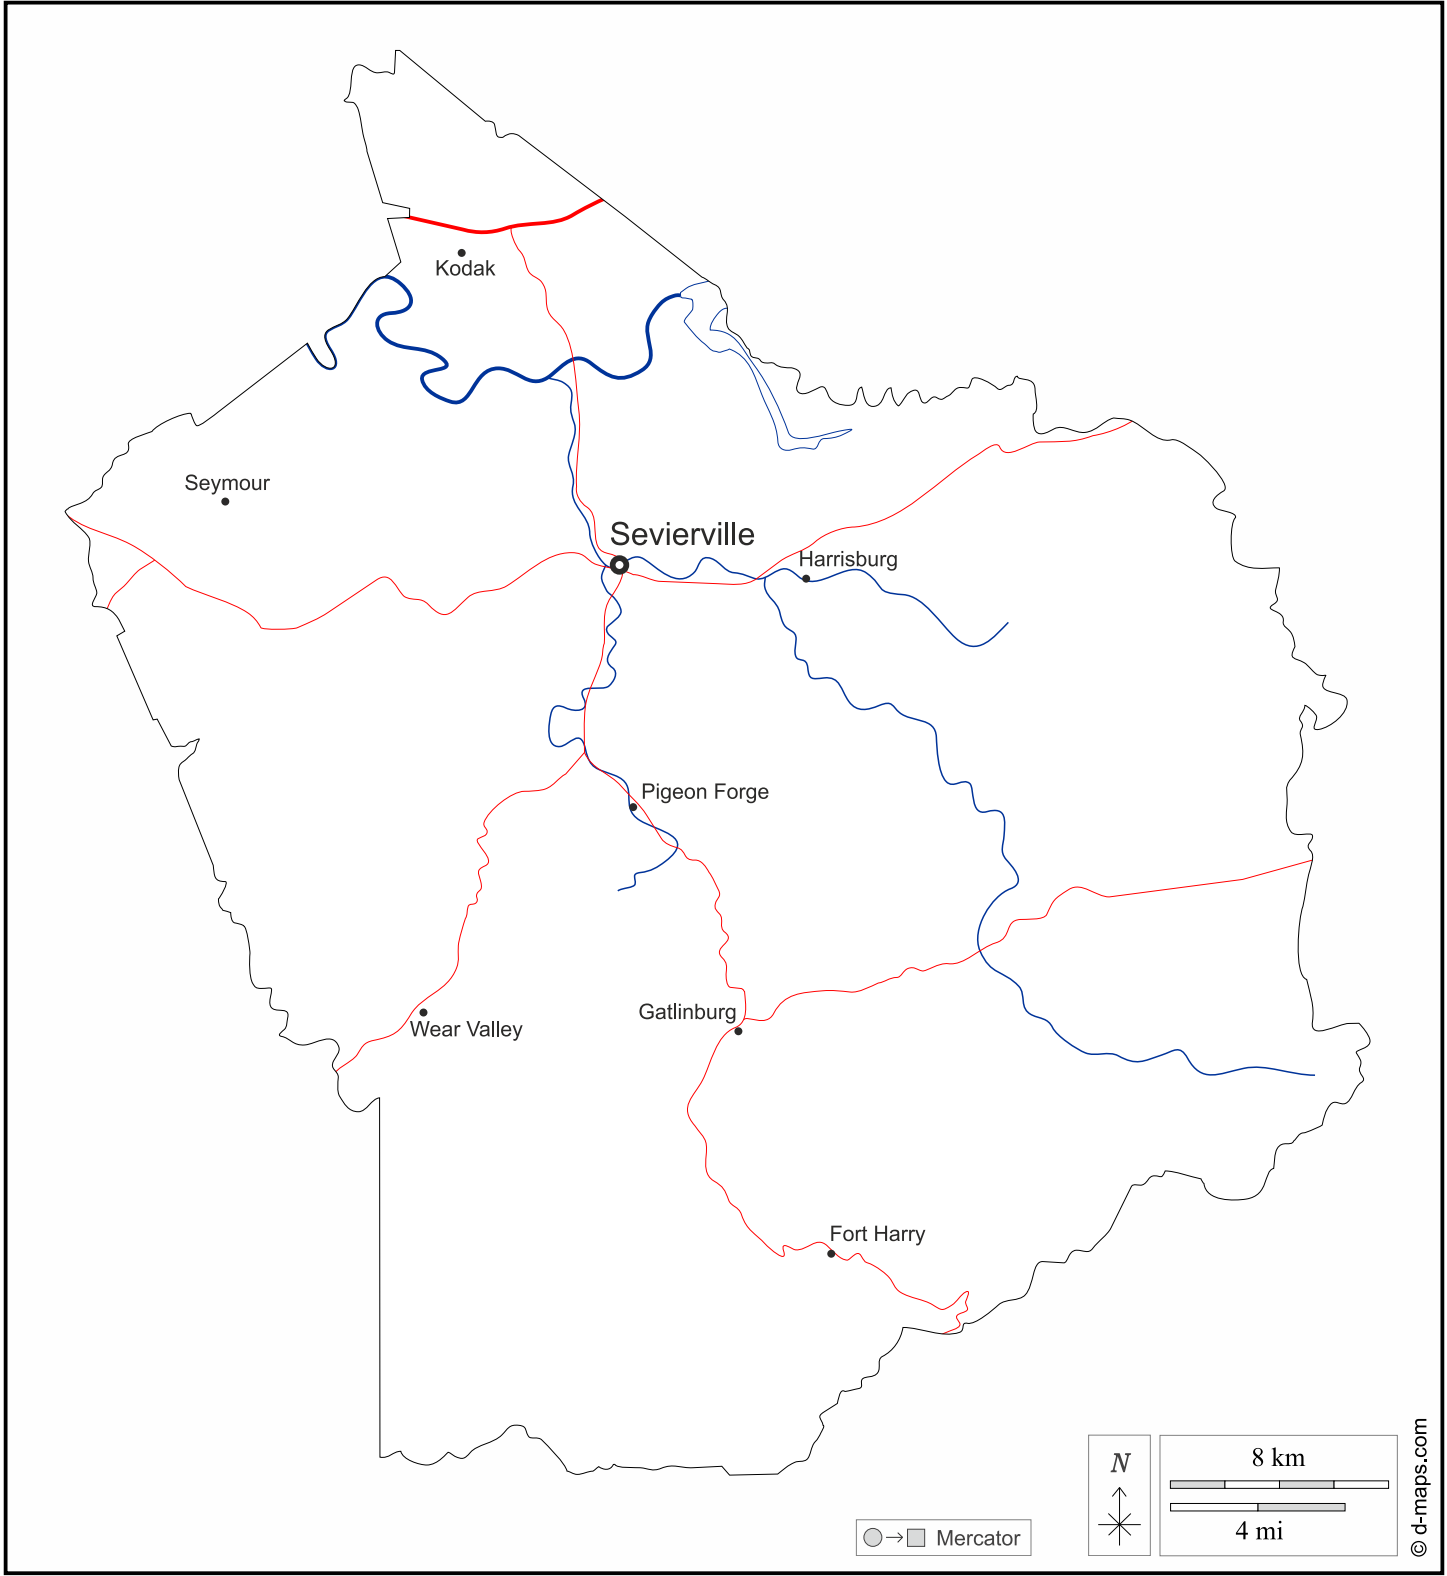 Kodak
Seymour
Sevierville
Harrisburg
Pigeon Forge
Gatlinburg
Wear Valley
Fort Harry
N
8 km
4 mi
Mercator
© d-maps.com